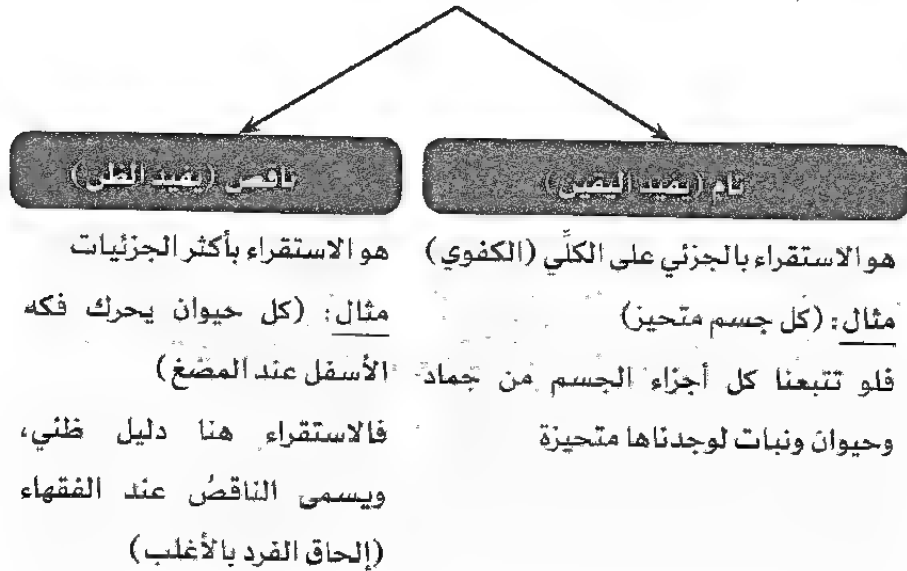 تام (يفيد اليقين)
هو الاستقراء بالجزئي على الكلِّي (الكفوي)
مثال: (كل جسم متحيز)
فلو تتبعنا كل أجزاء الجسم من جماد
وحيوان ونبات لوجدناها متحيزة
ناقص (يفيد الظن)
هو الاستقراء بأكثر الجزئيات
مثال: (كل حيوان يحرك فكه
الأسفل عند المضغ)
فالاستقراء هنا دليل ظني،
ويسمى الناقصُ عند الفقهاء
(إلحاق الفرد بالأغلب)